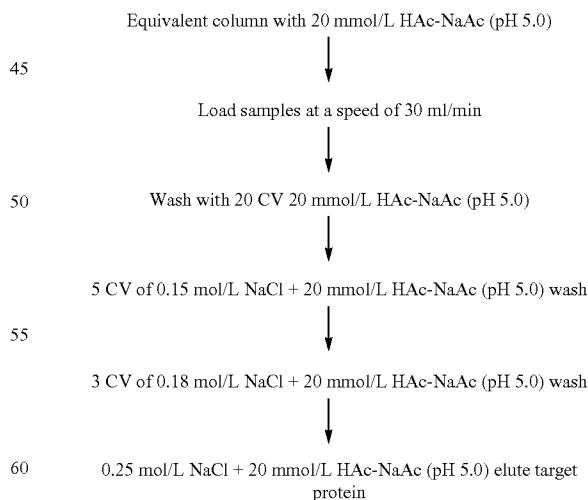 Equivalent column with 20 mmol/L HAc-NaAc (pH 5.0)
45
Load samples at a speed of 30 ml/min
50 Wash with 20 CV 20 mmol/L HAc-NaAc (pH 5.0)
5 CV of 0.15 mol/L NaCl + 20 mmol/L HAc-NaAc (pH 5.0) wash
55
3 CV of 0.18 mol/L NaCl + 20 mmol/L HAc-NaAc (pH 5.0) wash
60 0.25 mol/L NaCl + 20 mmol/L HAc-NaAc (pH 5.0) elute target
protein